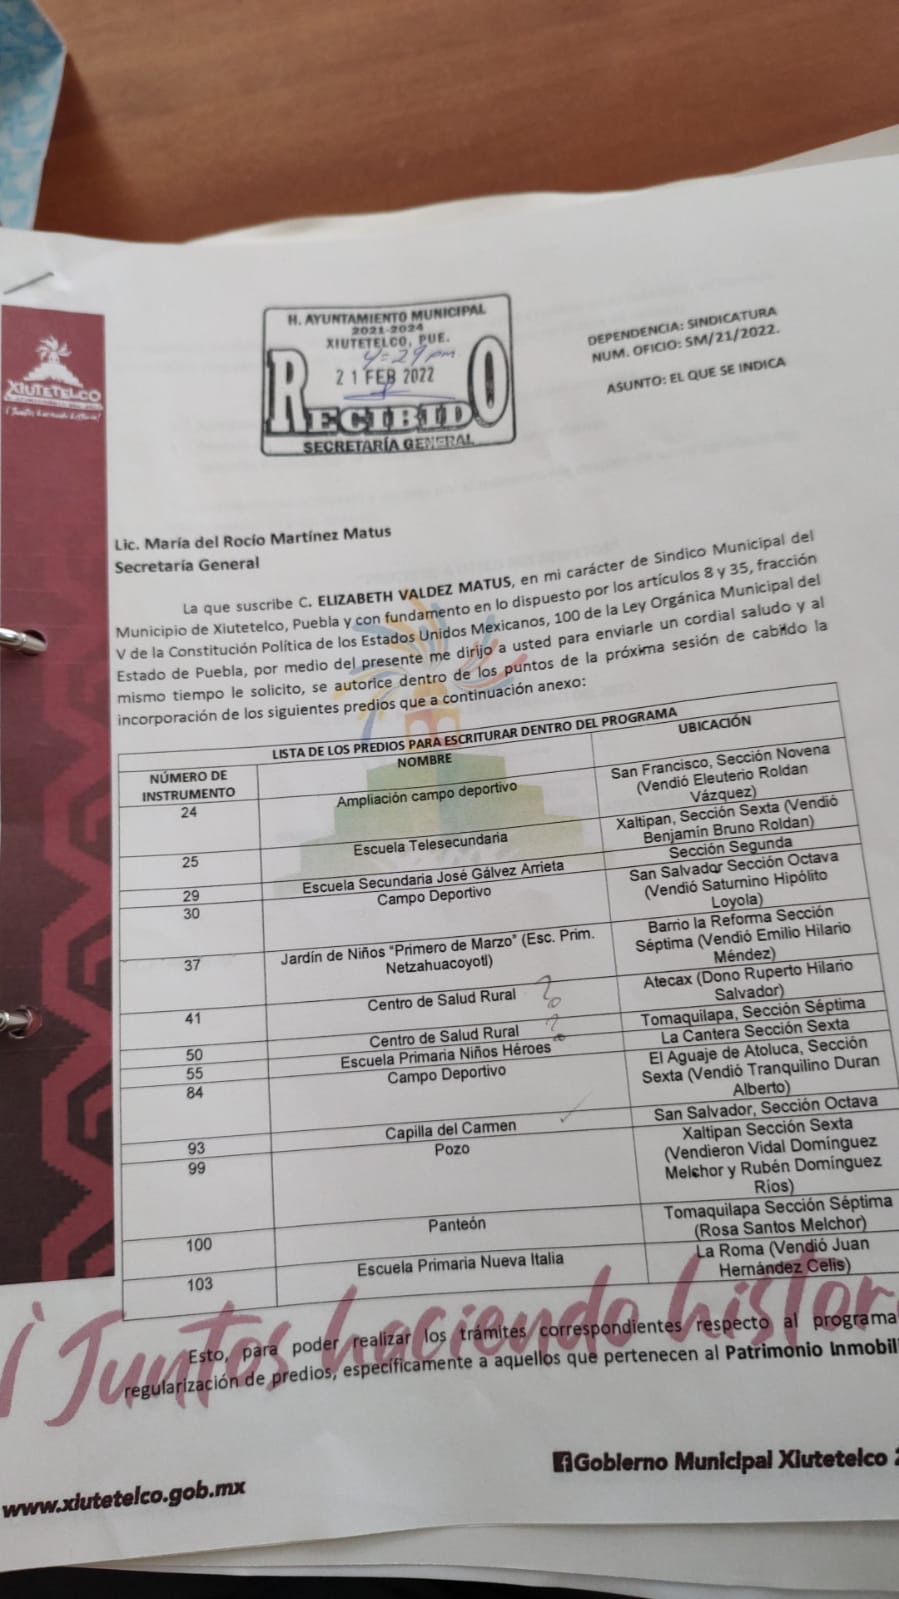 H. AYUNTAMIENTO MUNICIPAL
2021-2024
XIUTETELCO, PUE.
4=29 pm
21 FEB 2022
RECIBIDO
SECRETARÍA GENERAL
DEPENDENCIA: SINDICATURA
NUM. OFICIO: SM/21/2022.
ASUNTO: EL QUE SE INDICA
XIUTETELCO
¡Juntos haciendo historia!
Lic. María del Rocío Martínez Matus
Secretaría General
La que suscribe C. ELIZABETH VALDEZ MATUS, en mi carácter de Sindico Municipal del
Municipio de Xiutetelco, Puebla y con fundamento en lo dispuesto por los artículos 8 y 35, fracción
V de la Constitución Política de los Estados Unidos Mexicanos, 100 de la Ley Orgánica Municipal del
Estado de Puebla, por medio del presente me dirijo a usted para enviarle un cordial saludo y al
mismo tiempo le solicito, se autorice dentro de los puntos de la próxima sesión de cabildo la
incorporación de los siguientes predios que a continuación anexo:
LISTA DE LOS PREDIOS PARA ESCRITURAR DENTRO DEL PROGRAMA
NÚMERO DE
INSTRUMENTO
NOMBRE
UBICACIÓN
24
Ampliación campo deportivo
San Francisco, Sección Novena
(Vendió Eleuterio Roldan
Vázquez)
25
Escuela Telesecundaria
Xaltipan, Sección Sexta (Vendió
Benjamín Bruno Roldan)
29
Escuela Secundaria José Gálvez Arrieta
Sección Segunda
30
Campo Deportivo
San Salvador Sección Octava
(Vendió Saturnino Hipólito
Loyola)
37
Jardín de Niños "Primero de Marzo" (Esc. Prim.
Netzahuacoyotl)
Barrio la Reforma Sección
Séptima (Vendió Emilio Hilario
Méndez)
41
Centro de Salud Rural ?
Atecax (Dono Ruperto Hilario
Salvador)
50
Centro de Salud Rural ?
Tomaquilapa, Sección Séptima
55
Escuela Primaria Niños Héroes
La Cantera Sección Sexta
84
Campo Deportivo
El Aguaje de Atoluca, Sección
Sexta (Vendió Tranquilino Duran
Alberto)
93
Capilla del Carmen
San Salvador, Sección Octava
99
Pozo
Xaltipan Sección Sexta
(Vendieron Vidal Domínguez
Melchor y Rubén Domínguez
Ríos)
100
Panteón
Tomaquilapa Sección Séptima
(Rosa Santos Melchor)
103
Escuela Primaria Nueva Italia
La Roma (Vendió Juan
Hernández Celis)
¡Juntos haciendo histor
Esto, para poder realizar los trámites correspondientes respecto al programa
regularización de predios, específicamente a aquellos que pertenecen al Patrimonio Inmobili
Gobierno Municipal Xiutetelco 2
www.xiutetelco.gob.mx